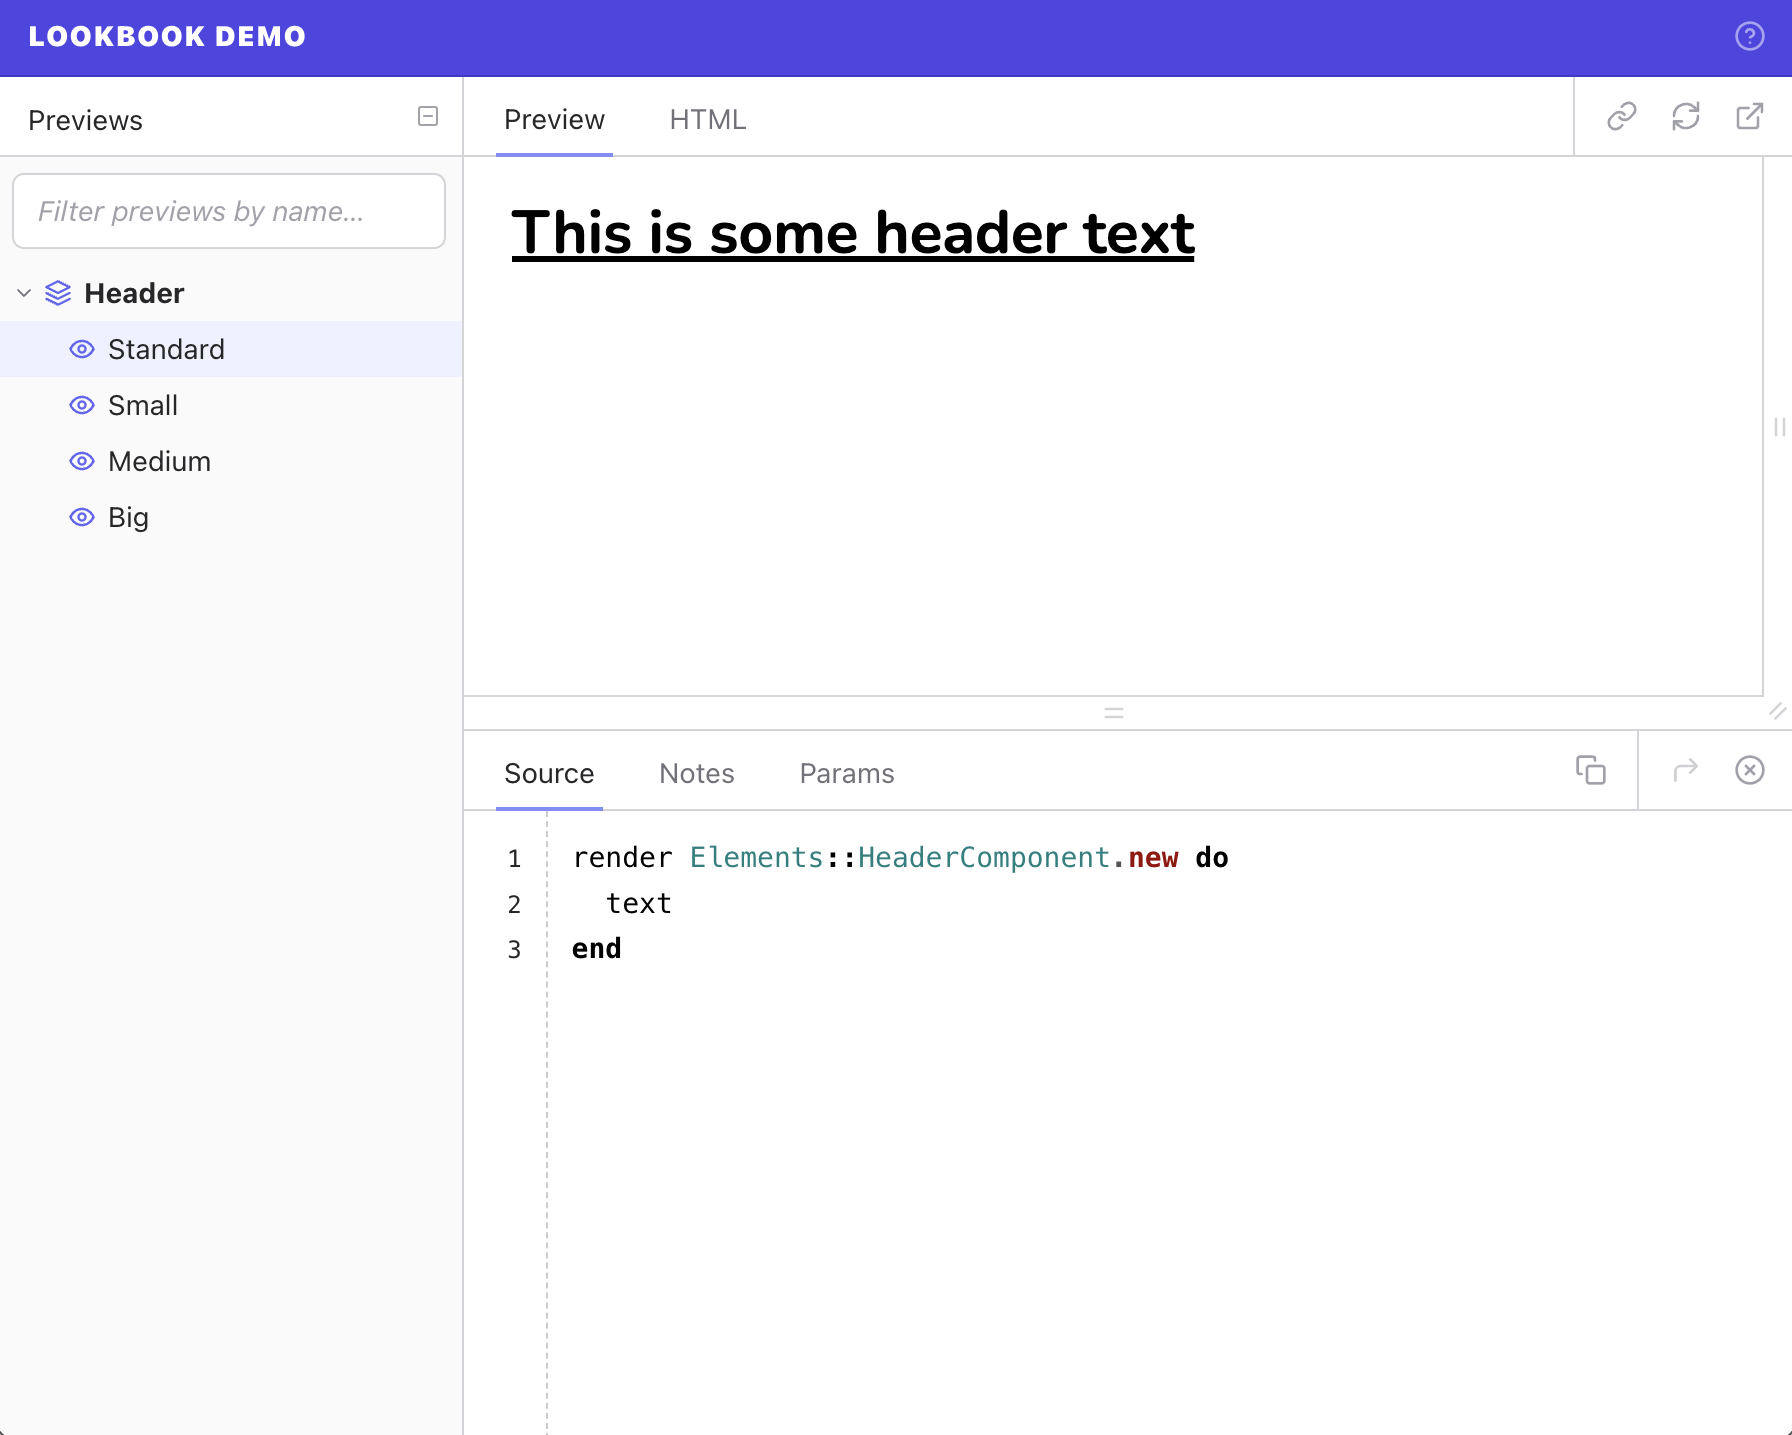 LOOKBOOK DEMO
Previews
Preview HTML
Filter previews by name...
Header
Standard
Small
Medium
Big
This is some header text
Source Notes Params
1 render Elements::HeaderComponent.new do
2   text
3 end